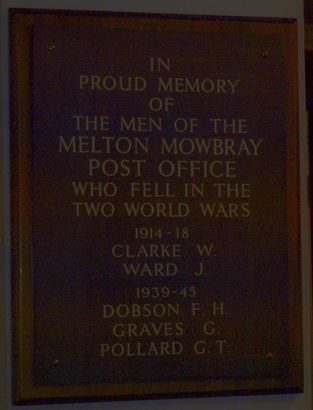 IN
PROUD MEMORY
OF
THE MEN OF THE
MELTON MOWBRAY
POST OFFICE
WHO FELL IN THE
TWO WORLD WARS
1914-18
CLARKE W.
WARD J.
1939-45
DOBSON F. H.
GRAVES G.
POLLARD G. T.